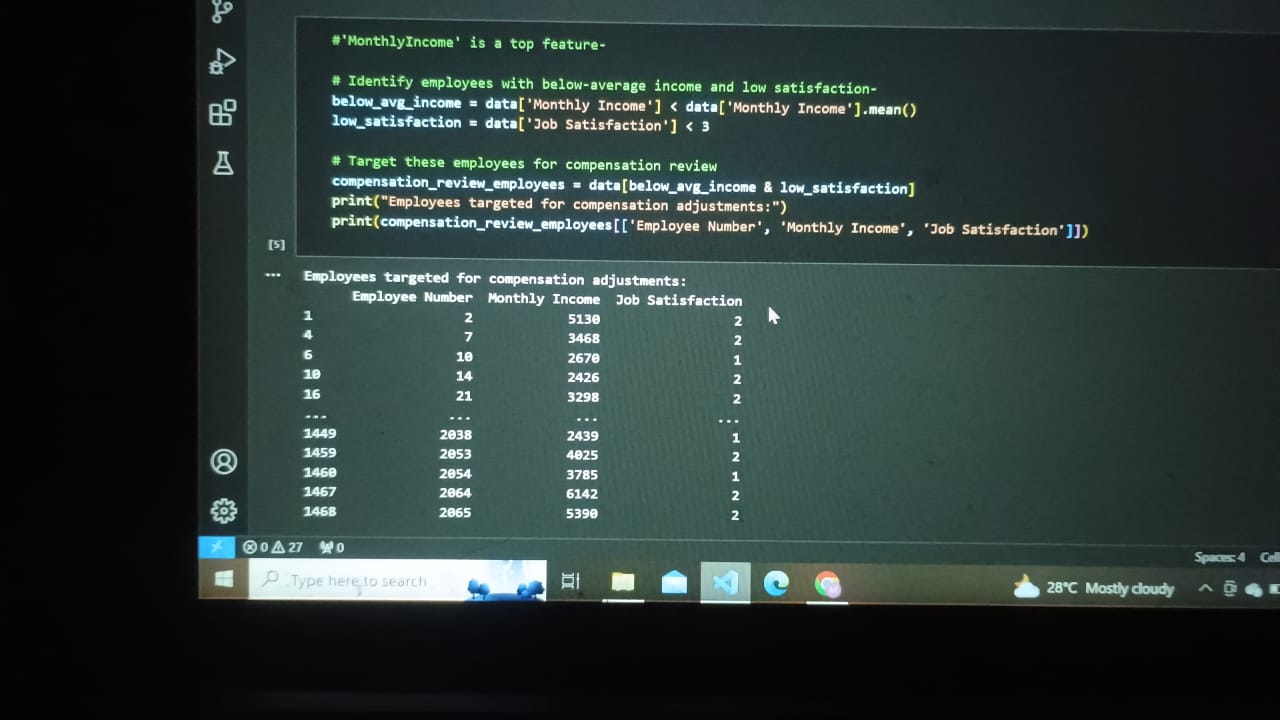 #'MonthlyIncome' is a top feature-
# Identify employees with below-average income and low satisfaction-
below_avg_income = data['Monthly Income'] < data['Monthly Income'].mean()
low_satisfaction = data['Job Satisfaction'] < 3
# Target these employees for compensation review
compensation_review_employees = data[below_avg_income & low_satisfaction]
print("Employees targeted for compensation adjustments:")
print(compensation_review_employees[['Employee Number', 'Monthly Income', 'Job Satisfaction']])
[5]
... Employees targeted for compensation adjustments:
Employee Number Monthly Income Job Satisfaction
1 2 5130 2
4 7 3468 2
6 10 2670 1
10 14 2426 2
16 21 3298 2
... ... ... ...
1449 2038 2439 1
1459 2053 4025 2
1460 2054 3785 1
1467 2064 6142 2
1468 2065 5390 2
0 27 0
Spaces: 4
Type here to search
28°C Mostly cloudy